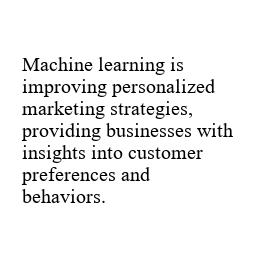 Machine learning is
improving personalized
marketing strategies,
providing businesses with
insights into customer
preferences and
behaviors.